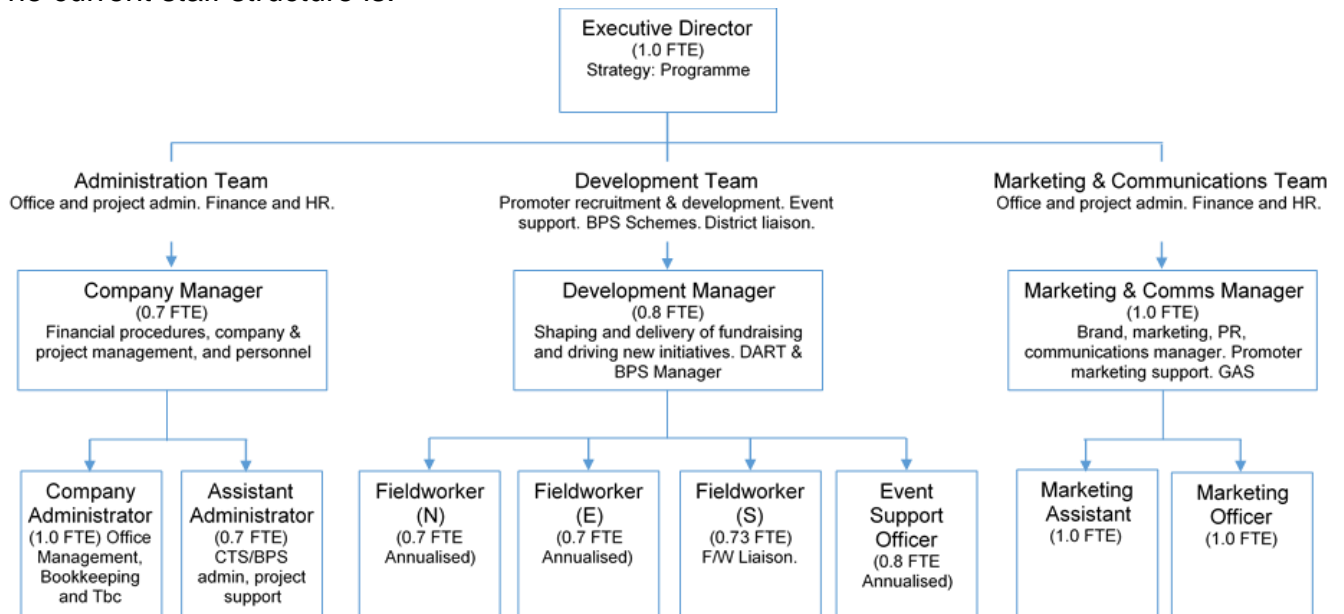 Executive Director
(1.0 FTE)
Strategy: Programme
Administration Team
Office and project admin. Finance and HR.
Development Team
Promoter recruitment & development. Event
support. BPS Schemes. District liaison.
Marketing & Communications Team
Office and project admin. Finance and HR.
Company Manager
(0.7 FTE)
Financial procedures, company &
project management, and personnel
Development Manager
(0.8 FTE)
Shaping and delivery of fundraising
and driving new initiatives. DART &
BPS Manager
Marketing & Comms Manager
(1.0 FTE)
Brand, marketing, PR,
communications manager. Promoter
marketing support. GAS
Company
Administrator
(1.0 FTE) Office
Management,
Bookkeeping
and Tbc
Assistant
Administrator
(0.7 FTE)
CTS/BPS
admin, project
support
Fieldworker
(N)
(0.7 FTE
Annualised)
Fieldworker
(E)
(0.7 FTE
Annualised)
Fieldworker
(S)
(0.73 FTE)
F/W Liaison.
Event
Support
Officer
(0.8 FTE
Annualised)
Marketing
Assistant
(1.0 FTE)
Marketing
Officer
(1.0 FTE)